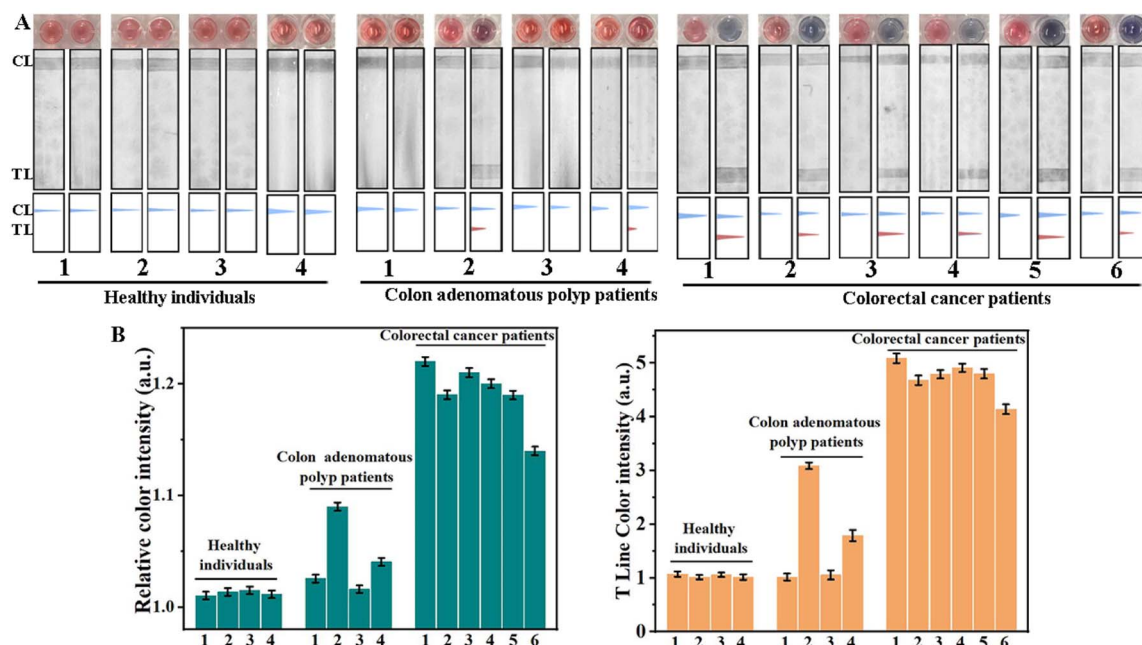 A
CL
TL
CL
TL
1 2 3 4 1 2 3 4 1 2 3 4 5 6
Healthy individuals
Colon adenomatous polyp patients
Colorectal cancer patients
B
Relative color intensity (a.u.)
1.2
1.1
1.0
Healthy
individuals
Colon adenomatous
polyp patients
Colorectal cancer patients
1 2 3 4 1 2 3 4 1 2 3 4 5 6
T Line Color intensity (a.u.)
5
4
3
2
1
0
Healthy
individuals
Colon adenomatous
polyp patients
Colorectal cancer patients
1 2 3 4 1 2 3 4 1 2 3 4 5 6